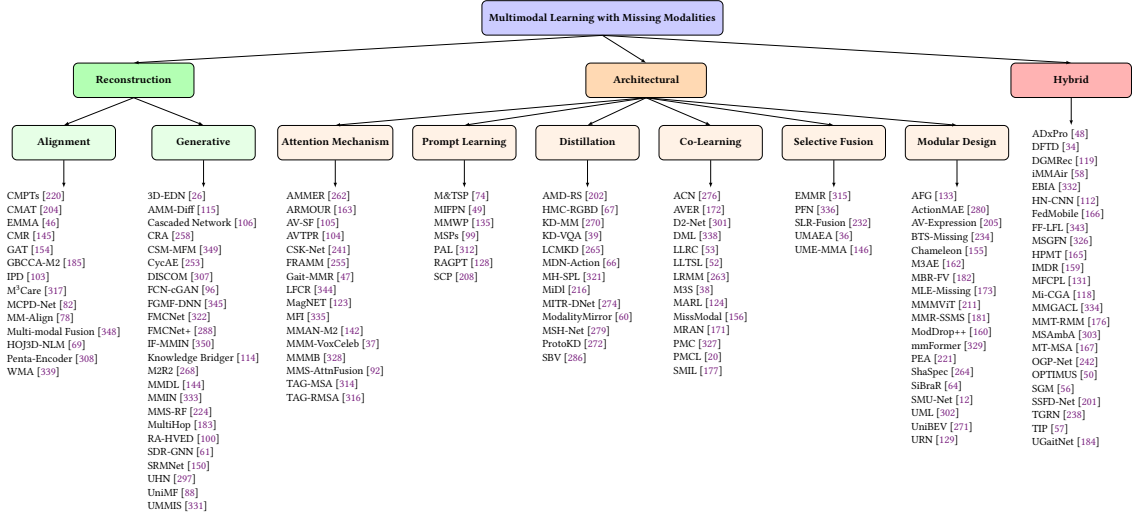 Multimodal Learning with Missing Modalities
Reconstruction
Architectural
Hybrid
Alignment
Generative
Attention Mechanism
Prompt Learning
Distillation
Co-Learning
Selective Fusion
Modular Design
CMPTs [220]
CMAT [204]
EMMA [46]
CMR [145]
GAT [154]
GBCCA-M2 [185]
IPD [103]
M³Care [317]
MCPD-Net [82]
MM-Align [78]
Multi-modal Fusion [348]
HOJ3D-NLM [69]
Penta-Encoder [308]
WMA [339]
3D-EDN [26]
AMM-Diff [115]
Cascaded Network [106]
CRA [258]
CSM-MFM [349]
CycAE [253]
DISCOM [307]
FCN-cGAN [96]
FGMF-DNN [345]
FMCNet [322]
FMCNet+ [288]
IF-MMIN [350]
Knowledge Bridger [114]
M2R2 [268]
MMDL [144]
MMIN [333]
MMS-RF [224]
MultiHop [183]
RA-HVED [100]
SDR-GNN [61]
SRMNet [150]
UHN [297]
UniMF [88]
UMMIS [331]
AMMER [262]
ARMOUR [163]
AV-SF [105]
AVTPR [104]
CSK-Net [241]
FRAMM [255]
Gait-MMR [47]
LFCR [344]
MagNET [123]
MFI [335]
MMAN-M2 [142]
MMM-VoxCeleb [37]
MMMB [328]
MMS-AttnFusion [92]
TAG-MSA [314]
TAG-RMSA [316]
M&TSP [74]
MIFPN [49]
MMWP [135]
MSPs [99]
PAL [312]
RAGPT [128]
SCP [208]
AMD-RS [202]
HMC-RGBD [67]
KD-MM [270]
KD-VQA [39]
LCMKD [265]
MDN-Action [66]
MH-SPL [321]
MiDI [216]
MITR-DNet [274]
ModalityMirror [60]
MSH-Net [279]
ProtoKD [272]
SBV [286]
ACN [276]
AVER [172]
D2-Net [301]
DML [338]
LLRC [53]
LLTSL [52]
LRMM [263]
M3S [38]
MARL [124]
MissModal [156]
MRAN [171]
PMC [327]
PMCL [20]
SMIL [177]
EMMR [315]
PFN [336]
SLR-Fusion [232]
UMAEA [36]
UME-MMA [146]
AFG [133]
ActionMAE [280]
AV-Expression [205]
BTS-Missing [234]
Chameleon [155]
M3AE [162]
MBR-FV [182]
MLE-Missing [173]
MMMViT [211]
MMR-SSMS [181]
ModDrop++ [160]
mmFormer [329]
PEA [221]
ShaSpec [264]
SiBraR [64]
SMU-Net [12]
UML [302]
UniBEV [271]
URN [129]
ADxPro [48]
DFTD [34]
DGMRec [119]
iMMAir [58]
EBIA [332]
HN-CNN [112]
FedMobile [166]
FF-LFL [343]
MSGFN [326]
HPMT [165]
IMDR [159]
MFCPL [131]
Mi-CGA [118]
MMGACL [334]
MMT-RMM [176]
MSAmbA [303]
MT-MSA [167]
OGP-Net [242]
OPTIMUS [50]
SGM [56]
SSFD-Net [201]
TGRN [238]
TIP [57]
UGaitNet [184]